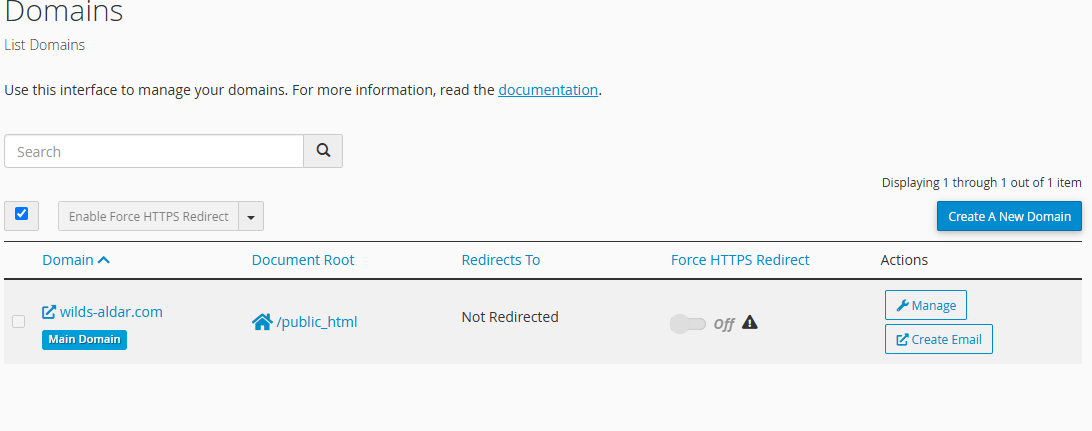 Domains
List Domains
Use this interface to manage your domains. For more information, read the documentation.
Search
Displaying 1 through 1 out of 1 item
Enable Force HTTPS Redirect
Create A New Domain
Domain
Document Root
Redirects To
Force HTTPS Redirect
Actions
wilds-aldar.com
Main Domain
/public_html
Not Redirected
Off
Manage
Create Email